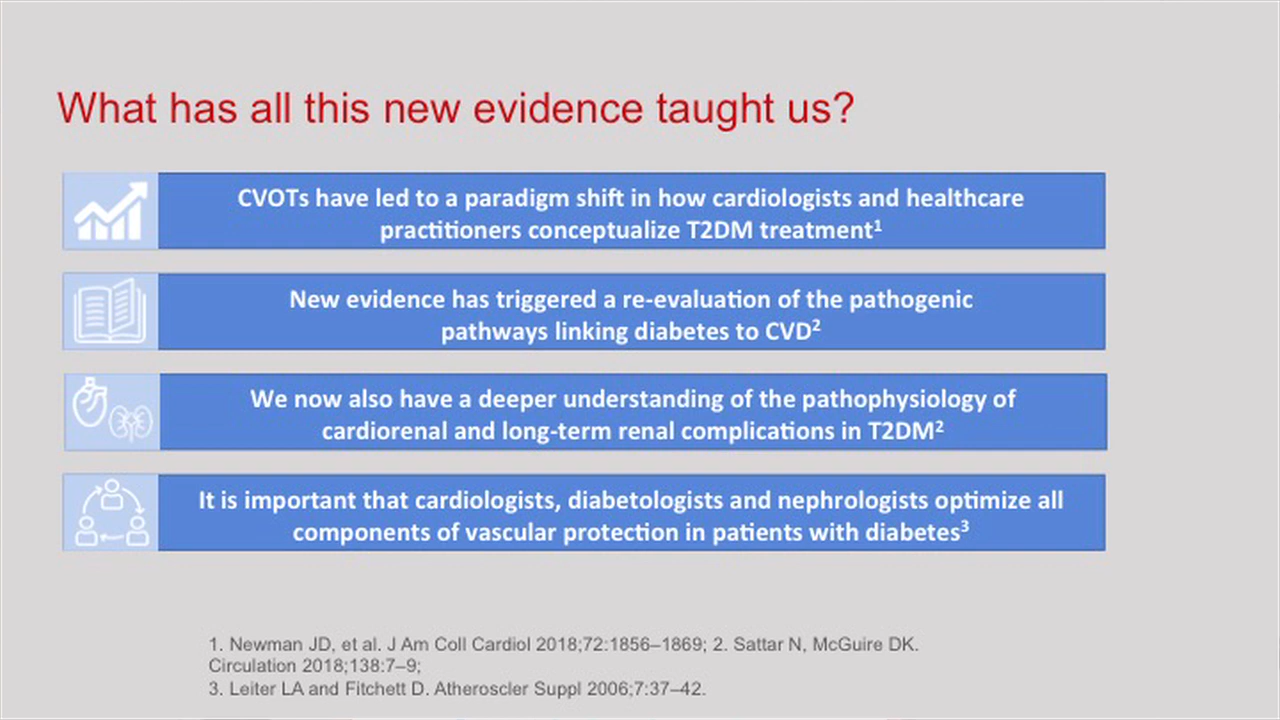 What has all this new evidence taught us?
CVOTs have led to a paradigm shift in how cardiologists and healthcare
practitioners conceptualize T2DM treatment¹
New evidence has triggered a re-evaluation of the pathogenic
pathways linking diabetes to CVD²
We now also have a deeper understanding of the pathophysiology of
cardiorenal and long-term renal complications in T2DM²
It is important that cardiologists, diabetologists and nephrologists optimize all
components of vascular protection in patients with diabetes³
1. Newman JD, et al. J Am Coll Cardiol 2018;72:1856–1869; 2. Sattar N, McGuire DK.
Circulation 2018;138:7–9;
3. Leiter LA and Fitchett D. Atheroscler Suppl 2006;7:37–42.